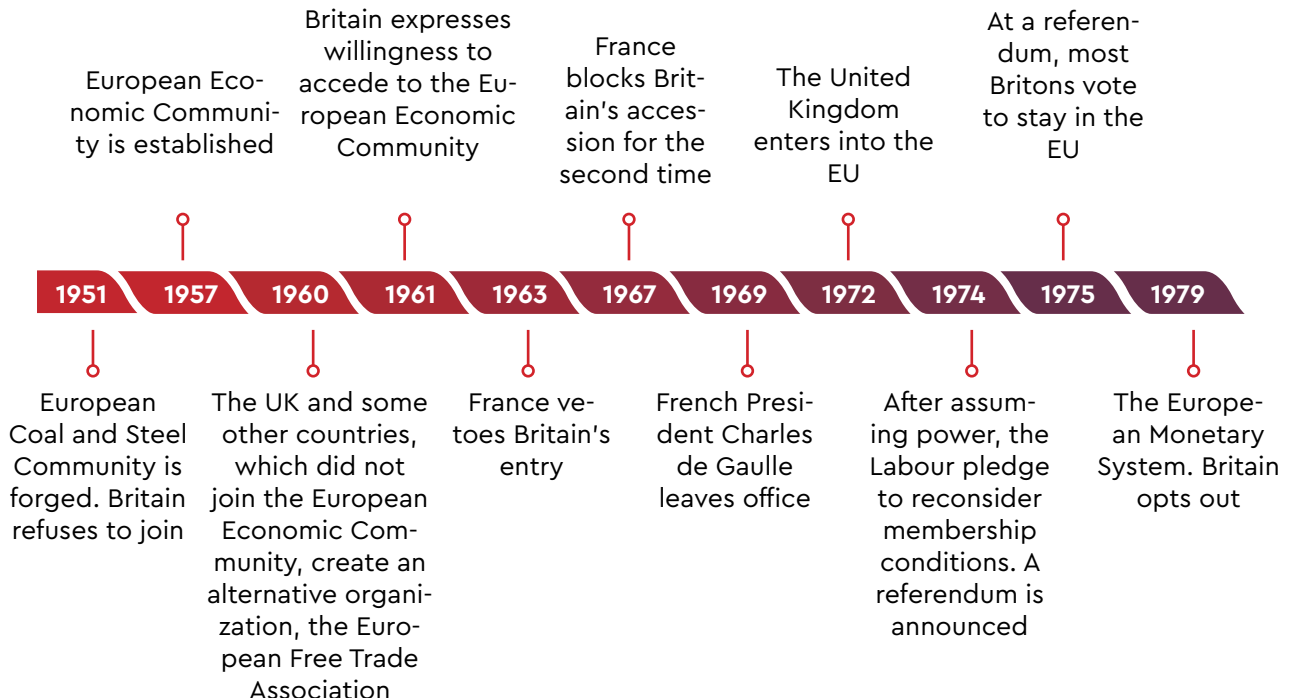 European Eco-
nomic Communi-
ty is established
Britain expresses
willingness to
accede to the Eu-
ropean Economic
Community
France
blocks Brit-
ain's acces-
sion for the
second time
The United
Kingdom
enters into the
EU
At a referen-
dum, most
Britons vote
to stay in the
EU
1951 1957 1960 1961 1963 1967 1969 1972 1974 1975 1979
European
Coal and Steel
Community is
forged. Britain
refuses to join
The UK and some
other countries,
which did not
join the European
Economic Com-
munity, create an
alternative organi-
zation, the Euro-
pean Free Trade
Association
France ve-
toes Britain's
entry
French Presi-
dent Charles
de Gaulle
leaves office
After assum-
ing power, the
Labour pledge
to reconsider
membership
conditions. A
referendum is
announced
The Europe-
an Monetary
System. Britain
opts out